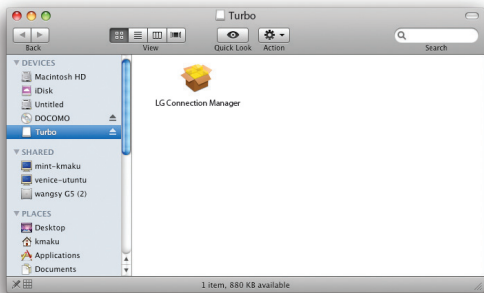 Turbo
Back
View
Quick Look
Action
Search
DEVICES
Macintosh HD
iDisk
Untitled
DOCOMO
Turbo
SHARED
mint-kmaku
venice-utuntu
wangsy G5 (2)
PLACES
Desktop
kmaku
Applications
Documents
LG Connection Manager
1 item, 880 KB available